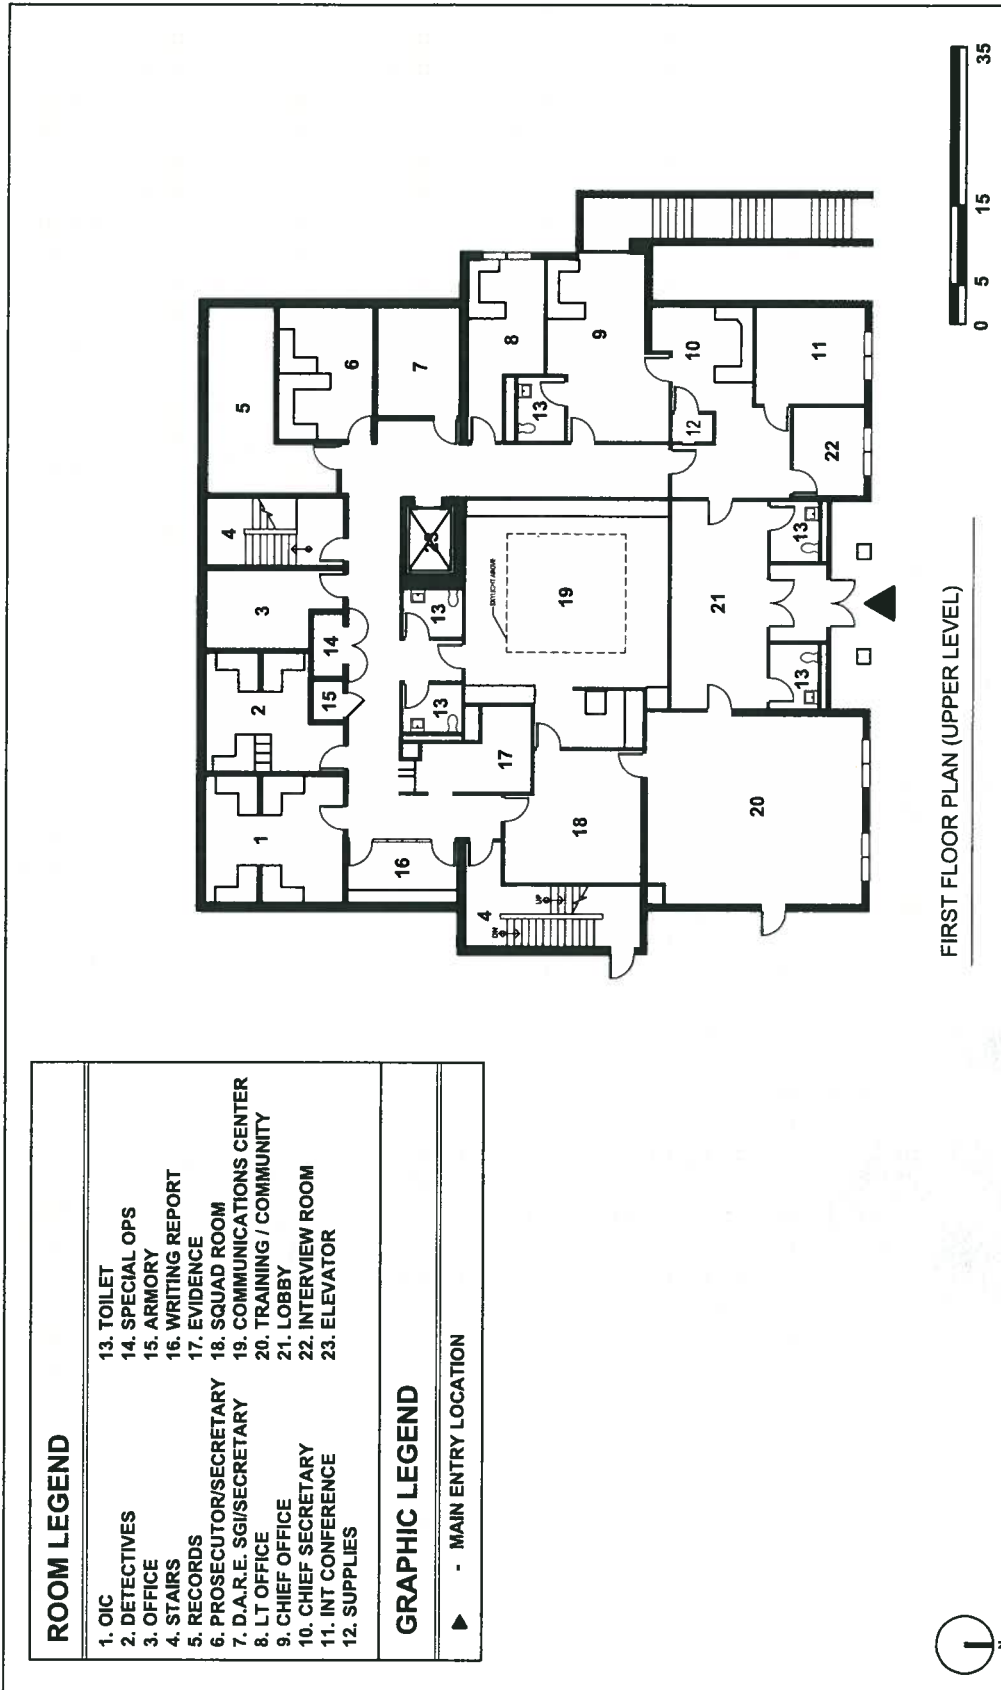 ROOM LEGEND
1. OIC
2. DETECTIVES
3. OFFICE
4. STAIRS
5. RECORDS
6. PROSECUTOR/SECRETARY
7. D.A.R.E. SGI/SECRETARY
8. LT OFFICE
9. CHIEF OFFICE
10. CHIEF SECRETARY
11. INT CONFERENCE
12. SUPPLIES
13. TOILET
14. SPECIAL OPS
15. ARMORY
16. WRITING REPORT
17. EVIDENCE
18. SQUAD ROOM
19. COMMUNICATIONS CENTER
20. TRAINING / COMMUNITY
21. LOBBY
22. INTERVIEW ROOM
23. ELEVATOR
GRAPHIC LEGEND
- MAIN ENTRY LOCATION
1
2
3
4
5
15
14
6
16
13
13
23
7
4
DN
UP
17
SKYLIGHT ABOVE
8
13
18
19
9
12
10
20
21
13
13
22
11
FIRST FLOOR PLAN (UPPER LEVEL)
0 5 15 35
N